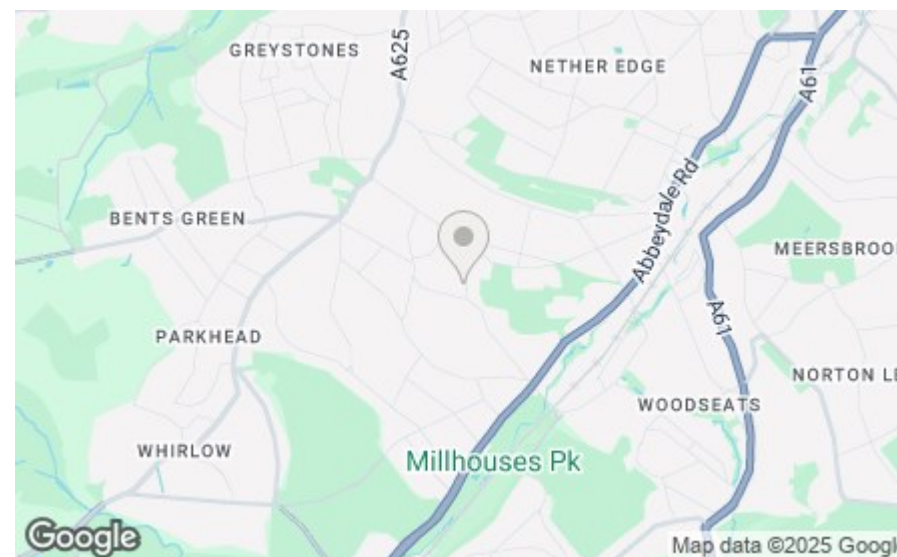 GREYSTONES
A625
NETHER EDGE
A61
BENTS GREEN
Abbeydale Rd
MEERSBROO
PARKHEAD
A61
NORTON LE
WOODSEATS
WHIRLOW
Millhouses Pk
Google
Map data ©2025 Googl